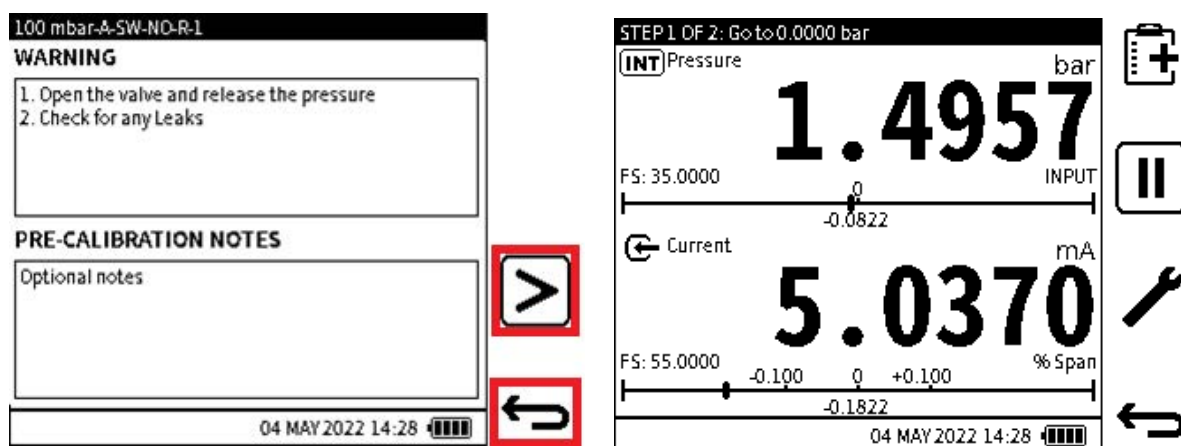 100 mbar-A-SW-NO-R-1
WARNING
1. Open the valve and release the pressure
2. Check for any Leaks
PRE-CALIBRATION NOTES
Optional notes
04 MAY 2022 14:28
STEP 1 OF 2: Go to 0.0000 bar
INT Pressure bar
1.4957
FS: 35.0000 INPUT
0
-0.0822
Current mA
5.0370
FS: 55.0000 % Span
-0.100 0 +0.100
-0.1822
04 MAY 2022 14:28